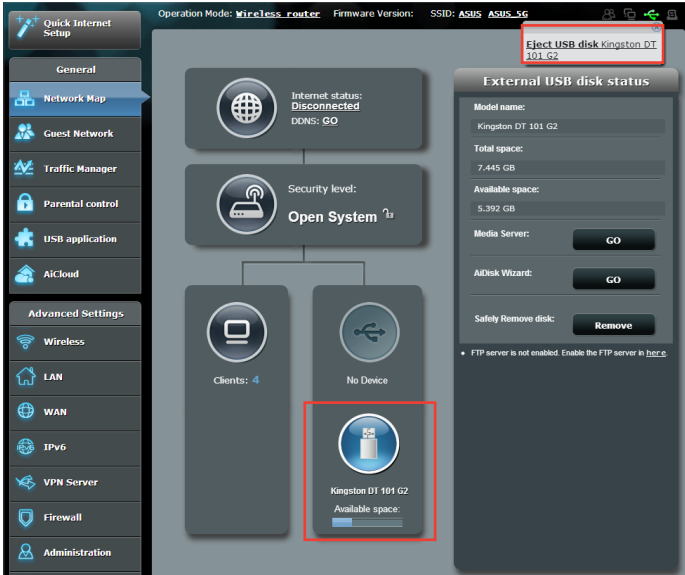 Quick Internet
Setup
Operation Mode: Wireless router Firmware Version: SSID: ASUS ASUS_5G
Eject USB disk Kingston DT
101 G2
General
Network Map
Guest Network
Traffic Manager
Parental control
USB application
AiCloud
Advanced Settings
Wireless
LAN
WAN
IPv6
VPN Server
Firewall
Administration
Internet status:
Disconnected
DDNS: GO
Security level:
Open System
Clients: 4
No Device
Kingston DT 101 G2
Available space:
External USB disk status
Model name:
Kingston DT 101 G2
Total space:
7.445 GB
Available space:
5.392 GB
Media Server: GO
AiDisk Wizard: GO
Safely Remove disk: Remove
• FTP server is not enabled. Enable the FTP server in here.